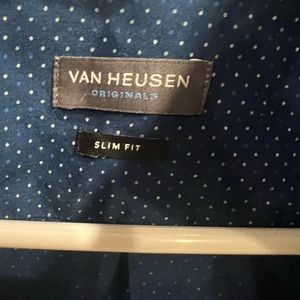 VAN HEUSEN
ORIGINALS
SLIM FIT